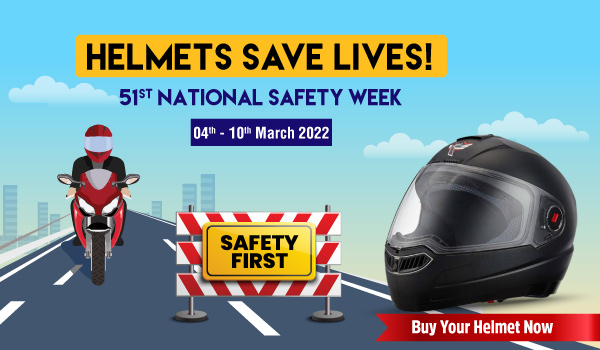 HELMETS SAVE LIVES!
51ST NATIONAL SAFETY WEEK
04th - 10th March 2022
SAFETY
FIRST
Buy Your Helmet Now